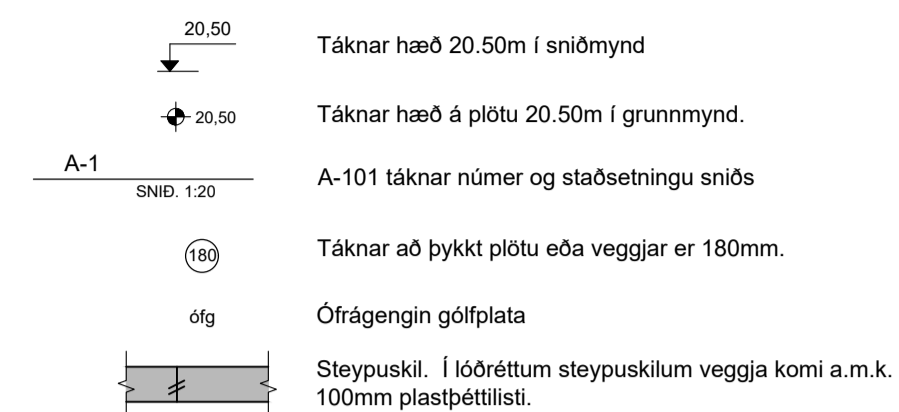 20,50
Táknar hæð 20.50m í sniðmynd
20,50
Táknar hæð á plötu 20.50m í grunnmynd.
A-1
SNIÐ. 1:20
A-101 táknar númer og staðsetningu sniðs
180
Táknar að þykkt plötu eða veggjar er 180mm.
ófg
Ófrágengin gólfplata
Steypuskil. Í lóðréttum steypuskilum veggja komi a.m.k.
100mm plastþéttilisti.